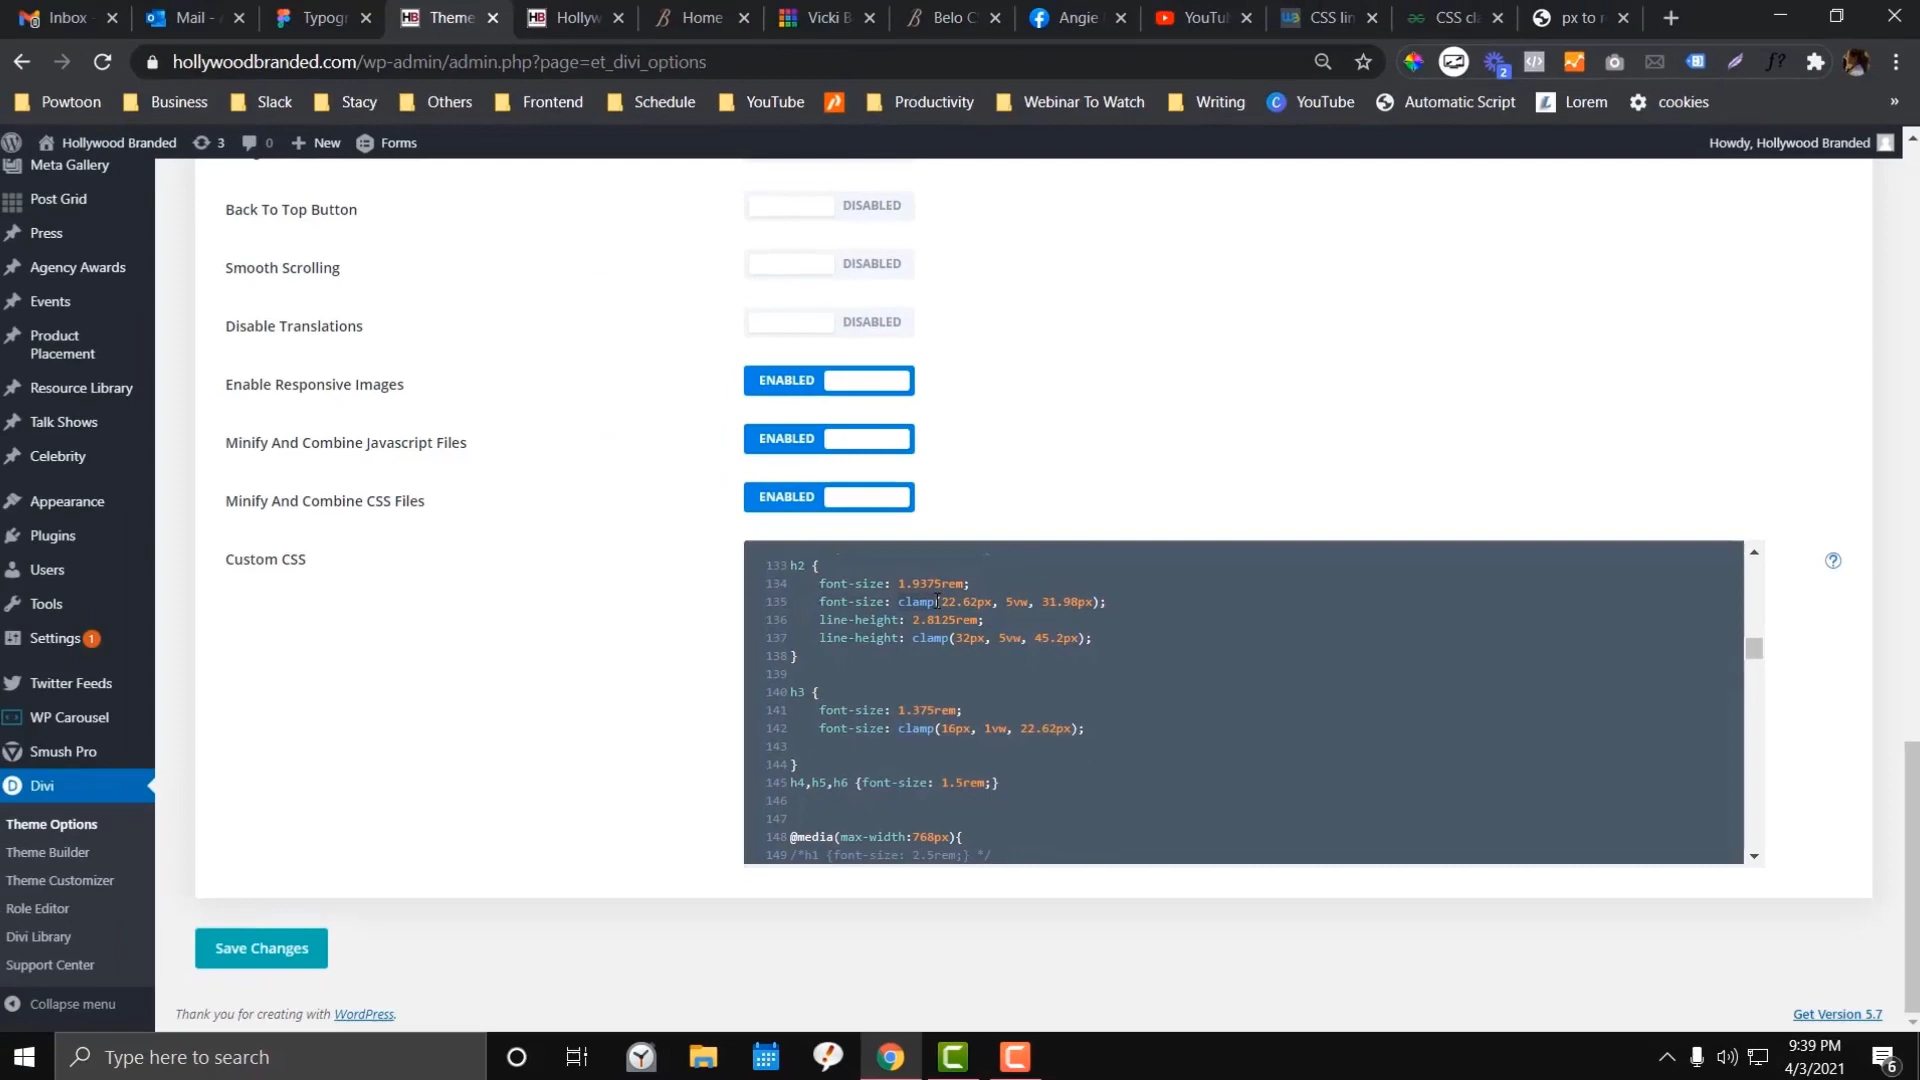 Inbox
Mail - A
Typogr
Theme
Hollyw
Home
Vicki B
Belo C
Angie
YouTu
CSS lin
CSS cl
px to r
hollywoodbranded.com/wp-admin/admin.php?page=et_divi_options
2
Powtoon
Business
Slack
Stacy
Others
Frontend
Schedule
YouTube
Productivity
Webinar To Watch
Writing
YouTube
Automatic Script
Lorem
cookies
Hollywood Branded
3
0
New
Forms
Howdy, Hollywood Branded
Meta Gallery
Post Grid
Press
Agency Awards
Events
Product
Placement
Resource Library
Talk Shows
Celebrity
Appearance
Plugins
Users
Tools
Settings 1
Twitter Feeds
WP Carousel
Smush Pro
Divi
Theme Options
Theme Builder
Theme Customizer
Role Editor
Divi Library
Support Center
Collapse menu
Back To Top Button
DISABLED
Smooth Scrolling
DISABLED
Disable Translations
DISABLED
Enable Responsive Images
ENABLED
Minify And Combine Javascript Files
ENABLED
Minify And Combine CSS Files
ENABLED
Custom CSS
133 h2 {
134 font-size: 1.9375rem;
135 font-size: clamp(22.62px, 5vw, 31.98px);
136 line-height: 2.8125rem;
137 line-height: clamp(32px, 5vw, 45.2px);
138 }
139
140 h3 {
141 font-size: 1.375rem;
142 font-size: clamp(16px, 1vw, 22.62px);
143
144 }
145 h4,h5,h6 {font-size: 1.5rem;}
146
147
148 @media(max-width:768px){
149 /*h1 {font-size: 2.5rem;} */
Save Changes
Thank you for creating with WordPress.
Get Version 5.7
Type here to search
9:39 PM
4/3/2021
6